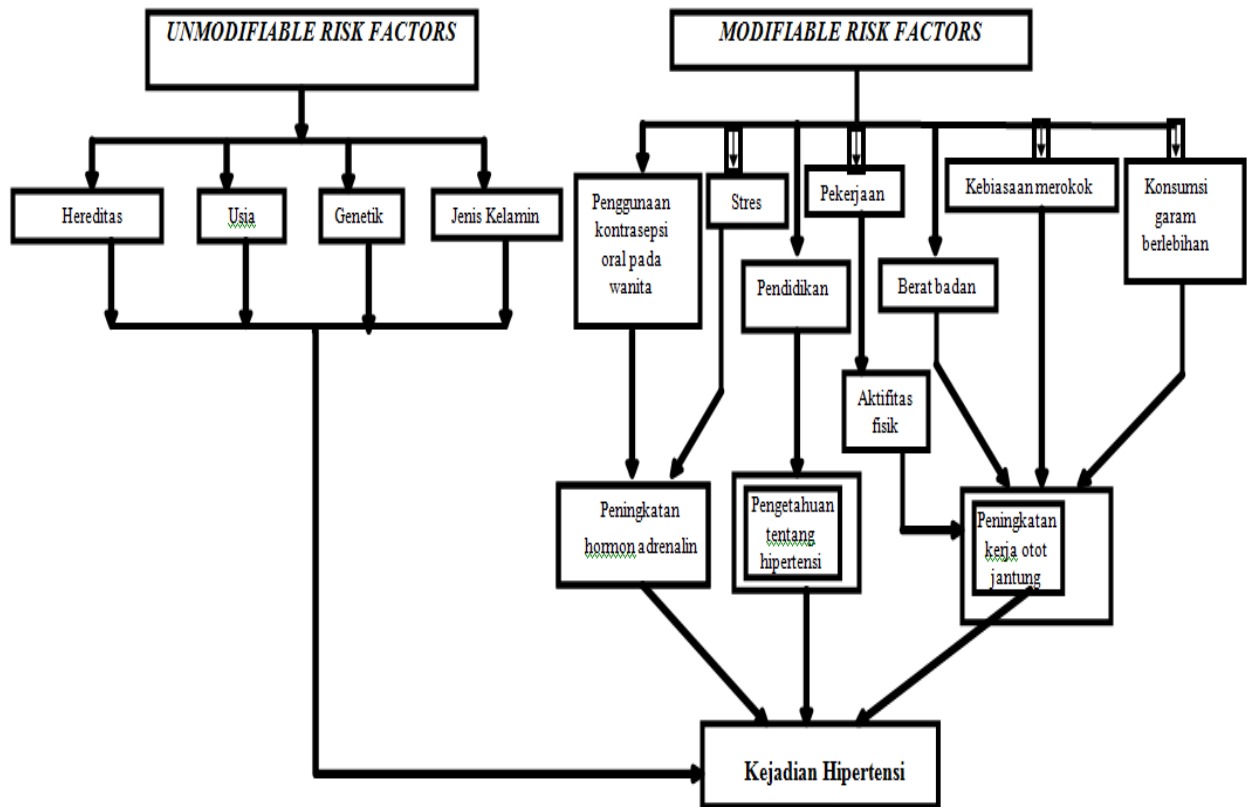 UNMODIFIABLE RISK FACTORS
MODIFIABLE RISK FACTORS
Hereditas
Usia
Genetik
Jenis Kelamin
Penggunaan
kontrasepsi
oral pada
wanita
Stres
Pekerjaan
Kebiasaan merokok
Konsumsi
garam
berlebihan
Pendidikan
Berat badan
Aktifitas
fisik
Peningkatan
hormon adrenalin
Pengetahuan
tentang
hipertensi
Peningkatan
kerja otot
jantung
Kejadian Hipertensi